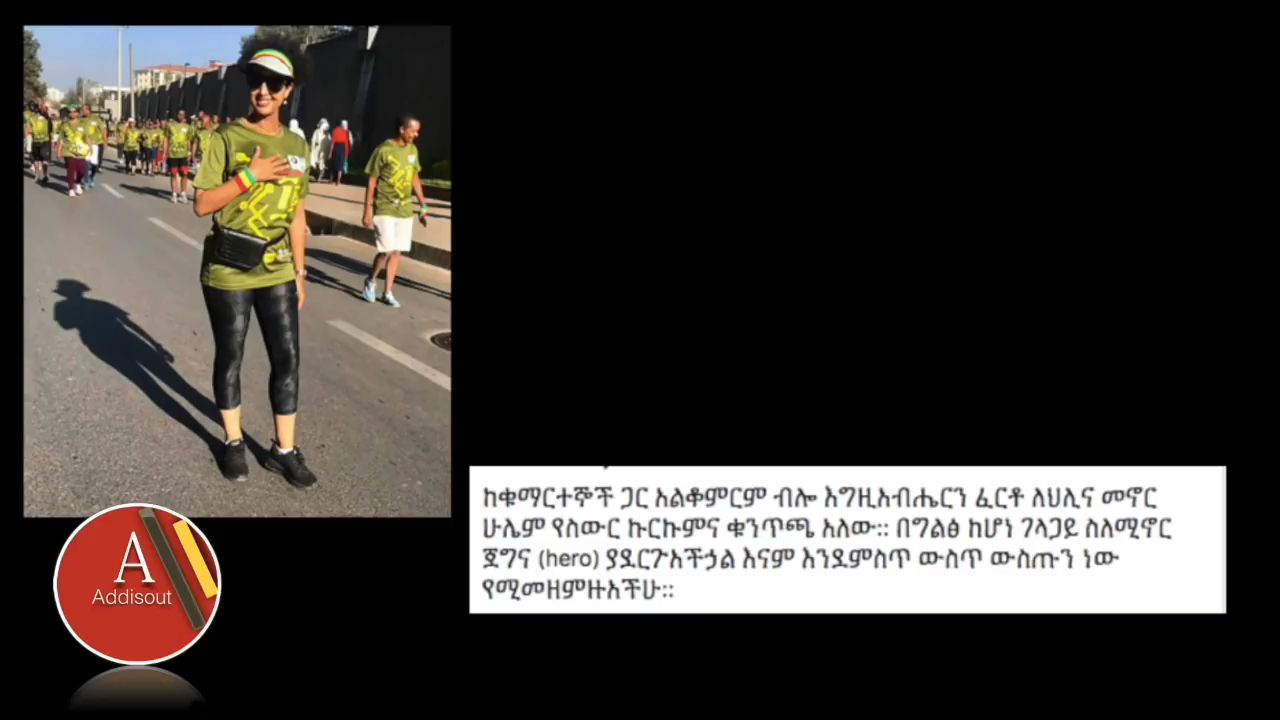 ከቁማርተኞች ጋር አልቆምርም ብሎ እግዚአብሔርን ፈርቶ ለህሊና መኖር
ሁሌም የስውር ኩርኩምና ቁንጥጫ አለው፡፡ በግልፅ ከሆነ ገላጋይ ስለሚኖር
ጀግና (hero) ያደርጉአችኃል እናም እንደምስጥ ውስጥ ውስጡን ነው
የሚመዘምዙአችሁ፡፡
A
Addisout